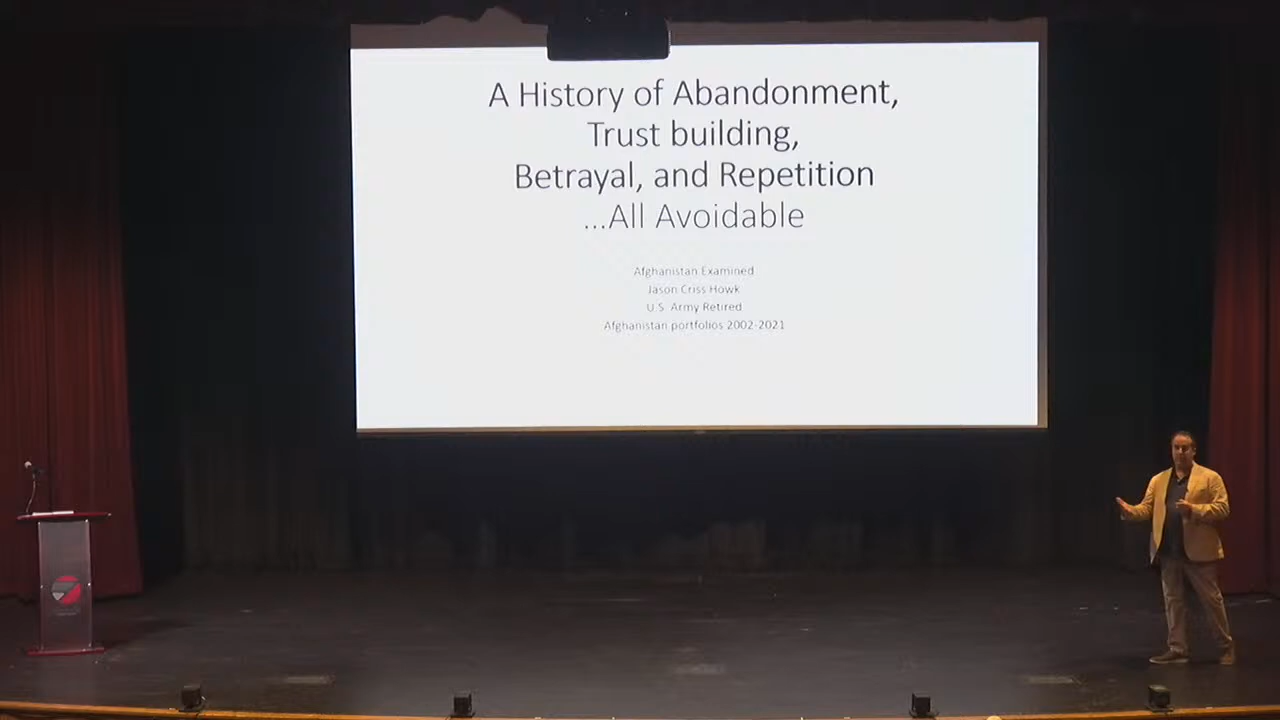 A History of Abandonment,
Trust building,
Betrayal, and Repetition
...All Avoidable
Afghanistan Examined
Jason Criss Howk
U.S. Army Retired
Afghanistan portfolios 2002-2021